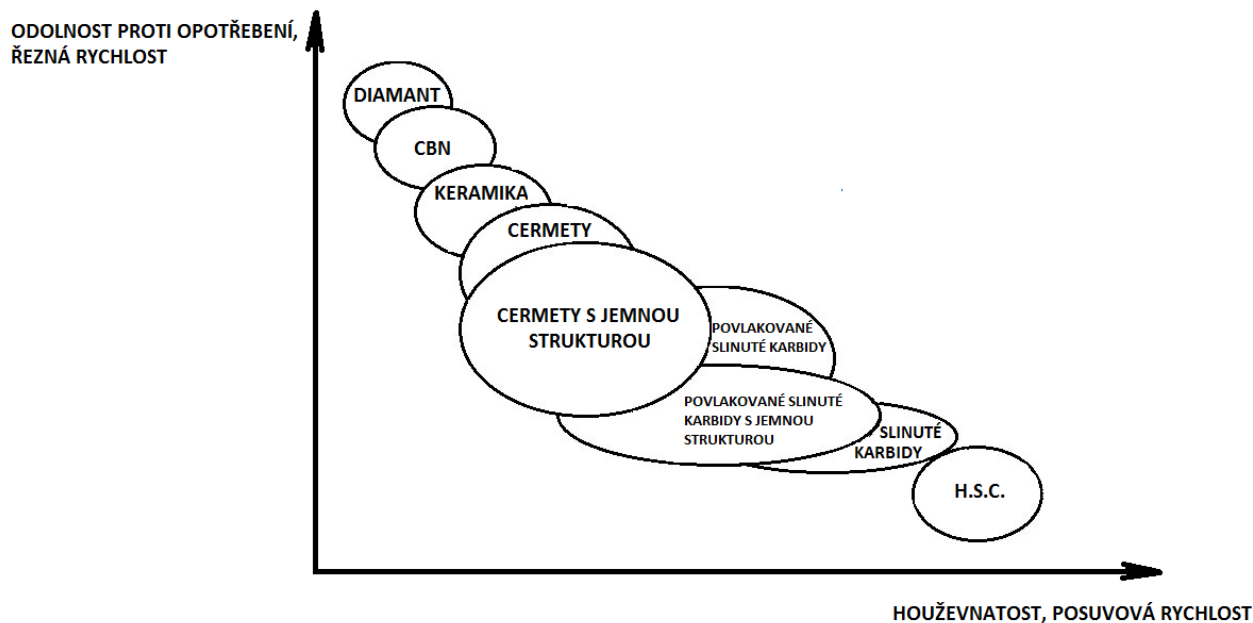 ODOLNOST PROTI OPOTŘEBENÍ,
ŘEZNÁ RYCHLOST
DIAMANT
CBN
KERAMIKA
CERMETY
CERMETY S JEMNOU
STRUKTUROU
POVLAKOVANÉ
SLINUTÉ KARBIDY
POVLAKOVANÉ SLINUTÉ
KARBIDY S JEMNOU
STRUKTUROU
SLINUTÉ
KARBIDY
H.S.C.
HOUŽEVNATOST, POSUVOVÁ RYCHLOST